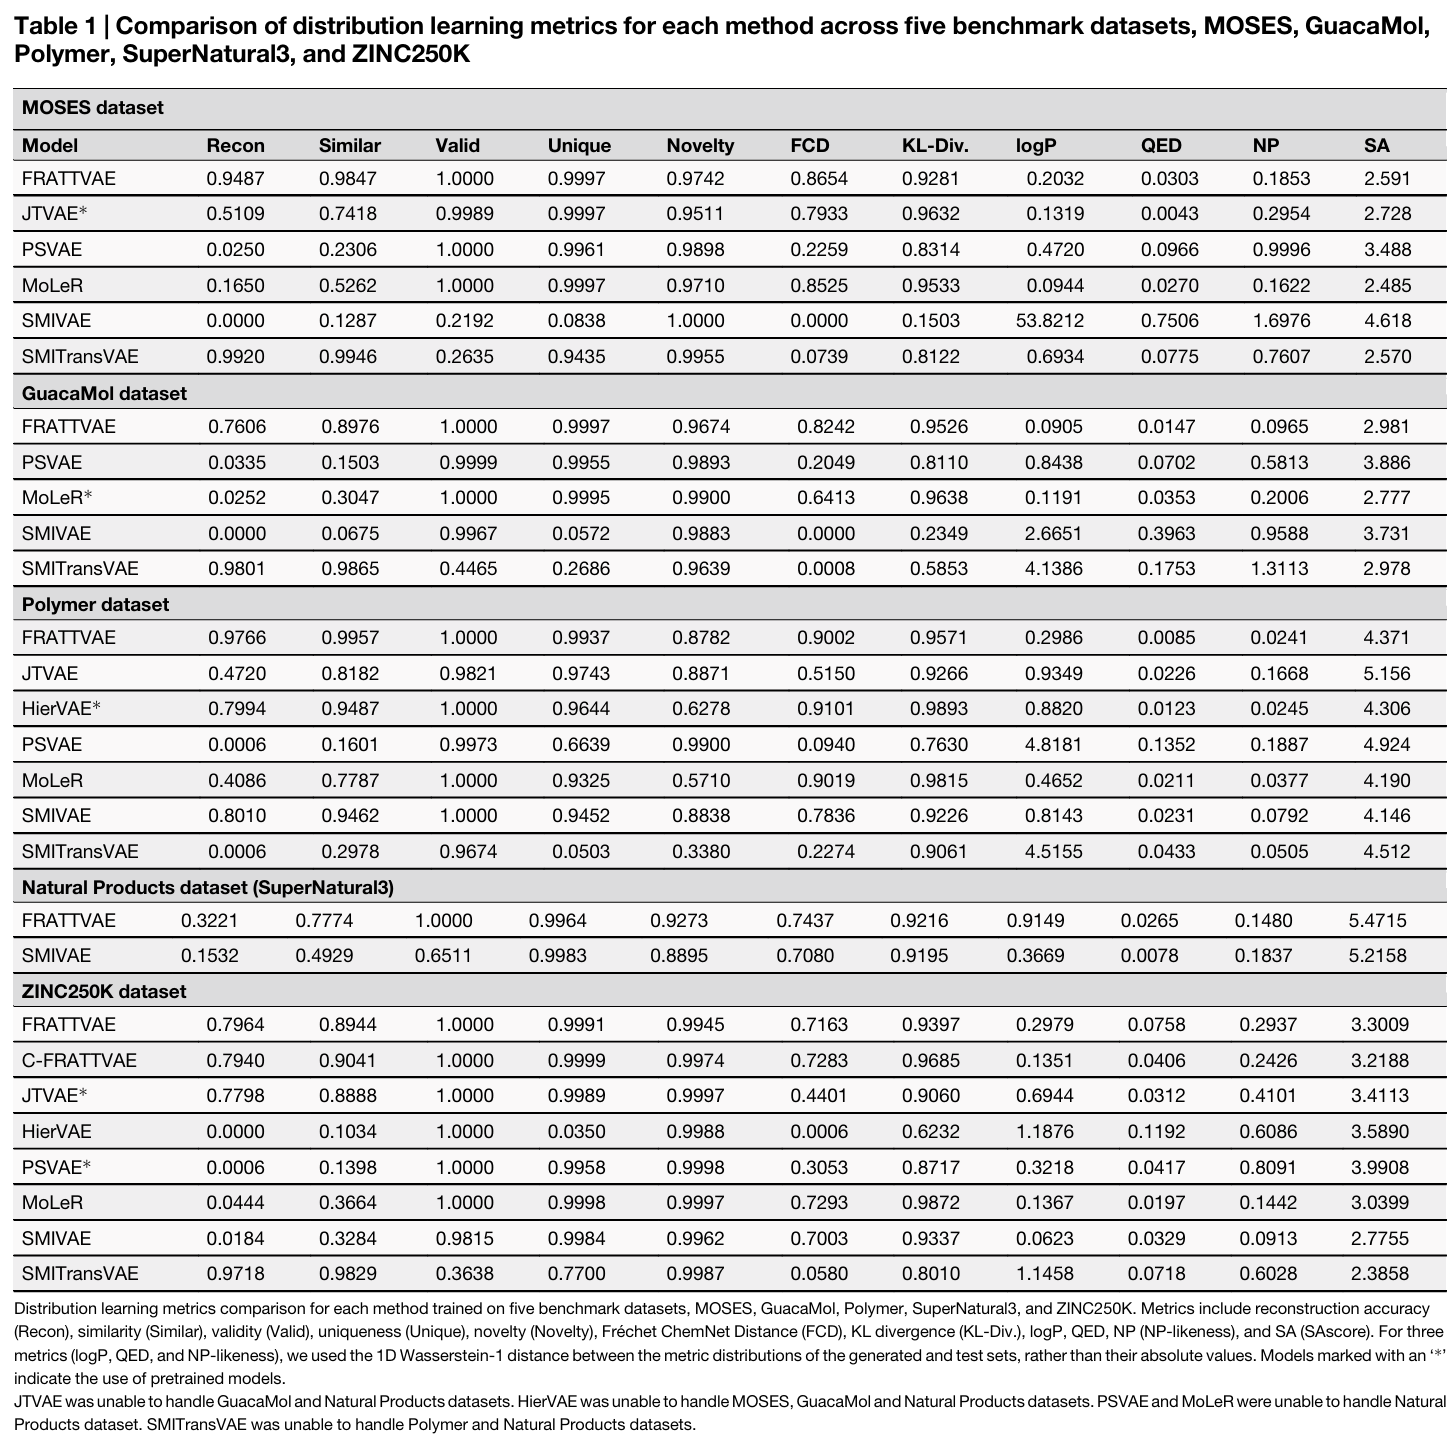 Table 1 | Comparison of distribution learning metrics for each method across five benchmark datasets, MOSES, GuacaMol,
Polymer, SuperNatural3, and ZINC250K
MOSES dataset
Model Recon Similar Valid Unique Novelty FCD KL-Div. logP QED NP SA
FRATTVAE 0.9487 0.9847 1.0000 0.9997 0.9742 0.8654 0.9281 0.2032 0.0303 0.1853 2.591
JTVAE* 0.5109 0.7418 0.9989 0.9997 0.9511 0.7933 0.9632 0.1319 0.0043 0.2954 2.728
PSVAE 0.0250 0.2306 1.0000 0.9961 0.9898 0.2259 0.8314 0.4720 0.0966 0.9996 3.488
MoLeR 0.1650 0.5262 1.0000 0.9997 0.9710 0.8525 0.9533 0.0944 0.0270 0.1622 2.485
SMIVAE 0.0000 0.1287 0.2192 0.0838 1.0000 0.0000 0.1503 53.8212 0.7506 1.6976 4.618
SMITransVAE 0.9920 0.9946 0.2635 0.9435 0.9955 0.0739 0.8122 0.6934 0.0775 0.7607 2.570
GuacaMol dataset
FRATTVAE 0.7606 0.8976 1.0000 0.9997 0.9674 0.8242 0.9526 0.0905 0.0147 0.0965 2.981
PSVAE 0.0335 0.1503 0.9999 0.9955 0.9893 0.2049 0.8110 0.8438 0.0702 0.5813 3.886
MoLeR* 0.0252 0.3047 1.0000 0.9995 0.9900 0.6413 0.9638 0.1191 0.0353 0.2006 2.777
SMIVAE 0.0000 0.0675 0.9967 0.0572 0.9883 0.0000 0.2349 2.6651 0.3963 0.9588 3.731
SMITransVAE 0.9801 0.9865 0.4465 0.2686 0.9639 0.0008 0.5853 4.1386 0.1753 1.3113 2.978
Polymer dataset
FRATTVAE 0.9766 0.9957 1.0000 0.9937 0.8782 0.9002 0.9571 0.2986 0.0085 0.0241 4.371
JTVAE 0.4720 0.8182 0.9821 0.9743 0.8871 0.5150 0.9266 0.9349 0.0226 0.1668 5.156
HierVAE* 0.7994 0.9487 1.0000 0.9644 0.6278 0.9101 0.9893 0.8820 0.0123 0.0245 4.306
PSVAE 0.0006 0.1601 0.9973 0.6639 0.9900 0.0940 0.7630 4.8181 0.1352 0.1887 4.924
MoLeR 0.4086 0.7787 1.0000 0.9325 0.5710 0.9019 0.9815 0.4652 0.0211 0.0377 4.190
SMIVAE 0.8010 0.9462 1.0000 0.9452 0.8838 0.7836 0.9226 0.8143 0.0231 0.0792 4.146
SMITransVAE 0.0006 0.2978 0.9674 0.0503 0.3380 0.2274 0.9061 4.5155 0.0433 0.0505 4.512
Natural Products dataset (SuperNatural3)
FRATTVAE 0.3221 0.7774 1.0000 0.9964 0.9273 0.7437 0.9216 0.9149 0.0265 0.1480 5.4715
SMIVAE 0.1532 0.4929 0.6511 0.9983 0.8895 0.7080 0.9195 0.3669 0.0078 0.1837 5.2158
ZINC250K dataset
FRATTVAE 0.7964 0.8944 1.0000 0.9991 0.9945 0.7163 0.9397 0.2979 0.0758 0.2937 3.3009
C-FRATTVAE 0.7940 0.9041 1.0000 0.9999 0.9974 0.7283 0.9685 0.1351 0.0406 0.2426 3.2188
JTVAE* 0.7798 0.8888 1.0000 0.9989 0.9997 0.4401 0.9060 0.6944 0.0312 0.4101 3.4113
HierVAE 0.0000 0.1034 1.0000 0.0350 0.9988 0.0006 0.6232 1.1876 0.1192 0.6086 3.5890
PSVAE* 0.0006 0.1398 1.0000 0.9958 0.9998 0.3053 0.8717 0.3218 0.0417 0.8091 3.9908
MoLeR 0.0444 0.3664 1.0000 0.9998 0.9997 0.7293 0.9872 0.1367 0.0197 0.1442 3.0399
SMIVAE 0.0184 0.3284 0.9815 0.9984 0.9962 0.7003 0.9337 0.0623 0.0329 0.0913 2.7755
SMITransVAE 0.9718 0.9829 0.3638 0.7700 0.9987 0.0580 0.8010 1.1458 0.0718 0.6028 2.3858
Distribution learning metrics comparison for each method trained on five benchmark datasets, MOSES, GuacaMol, Polymer, SuperNatural3, and ZINC250K. Metrics include reconstruction accuracy
(Recon), similarity (Similar), validity (Valid), uniqueness (Unique), novelty (Novelty), Fréchet ChemNet Distance (FCD), KL divergence (KL-Div.), logP, QED, NP (NP-likeness), and SA (SAscore). For three
metrics (logP, QED, and NP-likeness), we used the 1D Wasserstein-1 distance between the metric distributions of the generated and test sets, rather than their absolute values. Models marked with an ‘*’
indicate the use of pretrained models.
JTVAE was unable to handle GuacaMol and Natural Products datasets. HierVAE was unable to handle MOSES, GuacaMol and Natural Products datasets. PSVAE and MoLeR were unable to handle Natural
Products dataset. SMITransVAE was unable to handle Polymer and Natural Products datasets.